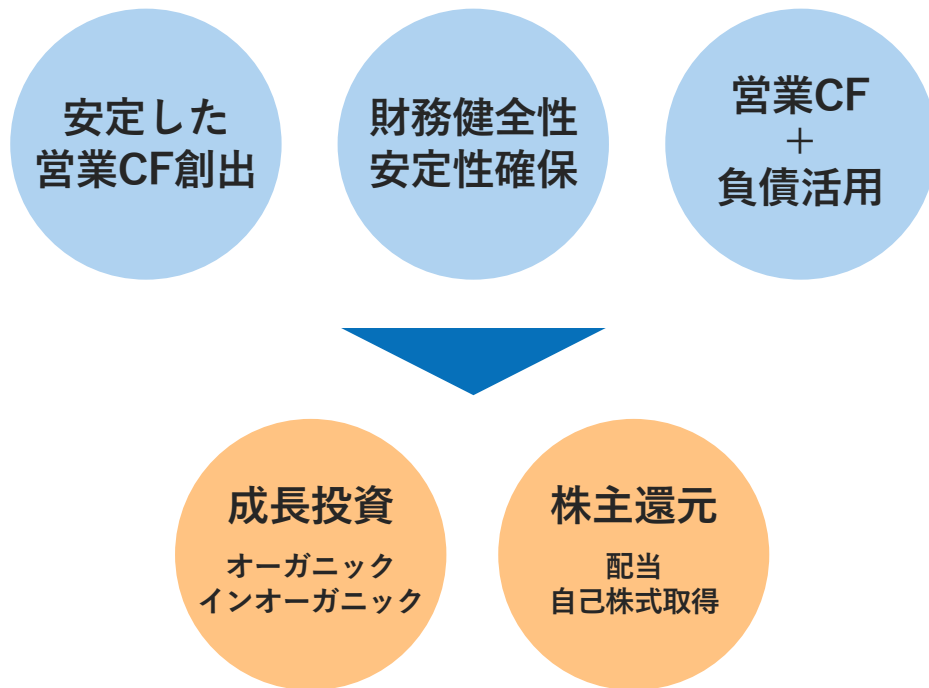 安定した
営業CF創出
財務健全性
安定性確保
営業CF
＋
負債活用
成長投資
オーガニック
インオーガニック
株主還元
配当
自己株式取得